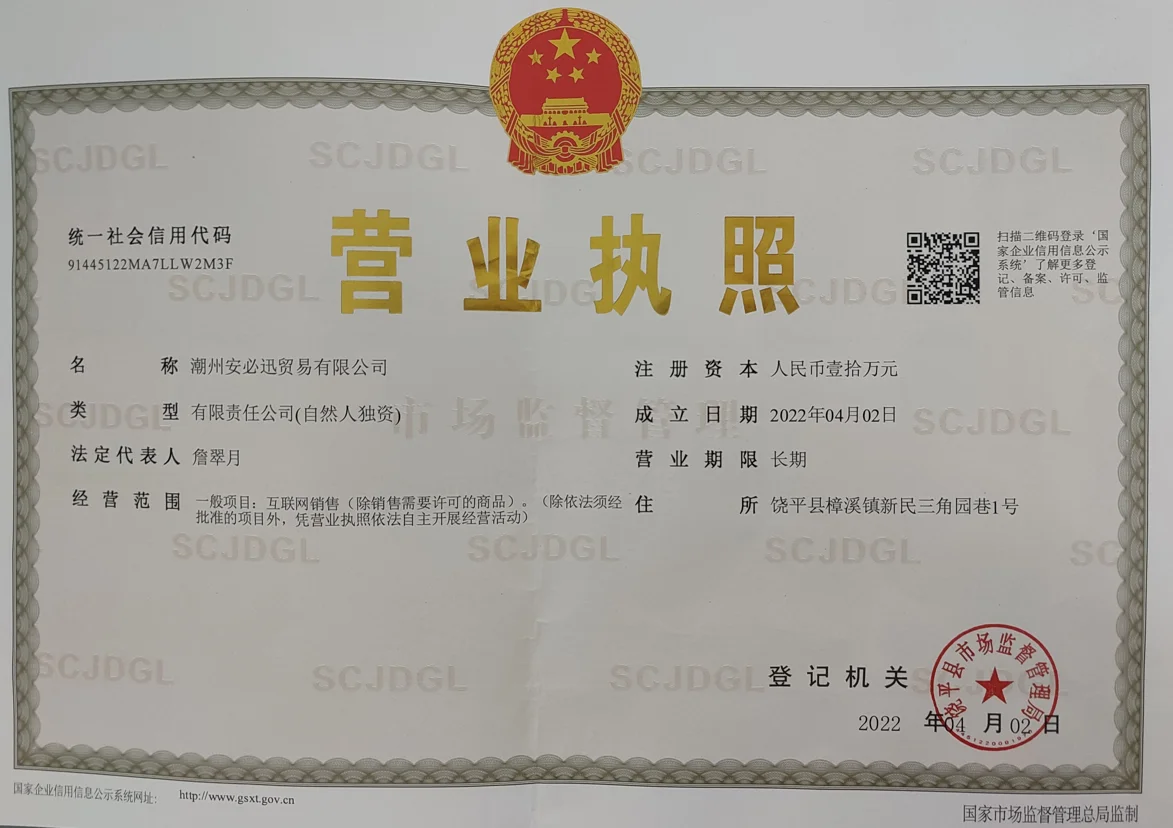 营业执照
统一社会信用代码
91445122MA7LLW2M3F
扫描二维码登录‘国
家企业信用信息公示
系统’了解更多登
记、备案、许可、监
管信息
名称 潮州安必迅贸易有限公司
类型 有限责任公司(自然人独资)
法定代表人 詹翠月
经营范围 一般项目：互联网销售（除销售需要许可的商品）。（除依法须经
批准的项目外，凭营业执照依法自主开展经营活动）
注册资本 人民币壹拾万元
成立日期 2022年04月02日
营业期限 长期
住所 饶平县樟溪镇新民三角园巷1号
SCJDGL SCJDGL SCJDGL SCJDGL
市场监督管理
登记机关
饶平县市场监督管理局
2022 年04 月02日
国家企业信用信息公示系统网址: http://www.gsxt.gov.cn
国家市场监督管理总局监制